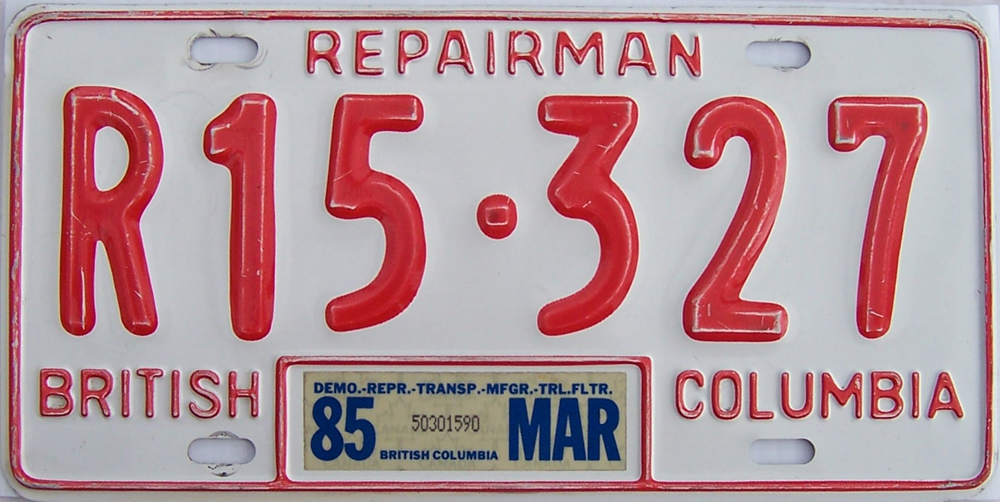 REPAIRMAN
R15·327
BRITISH COLUMBIA
DEMO.-REPR.-TRANSP.-MFGR.-TRL.FLTR.
85 50301590 MAR
BRITISH COLUMBIA